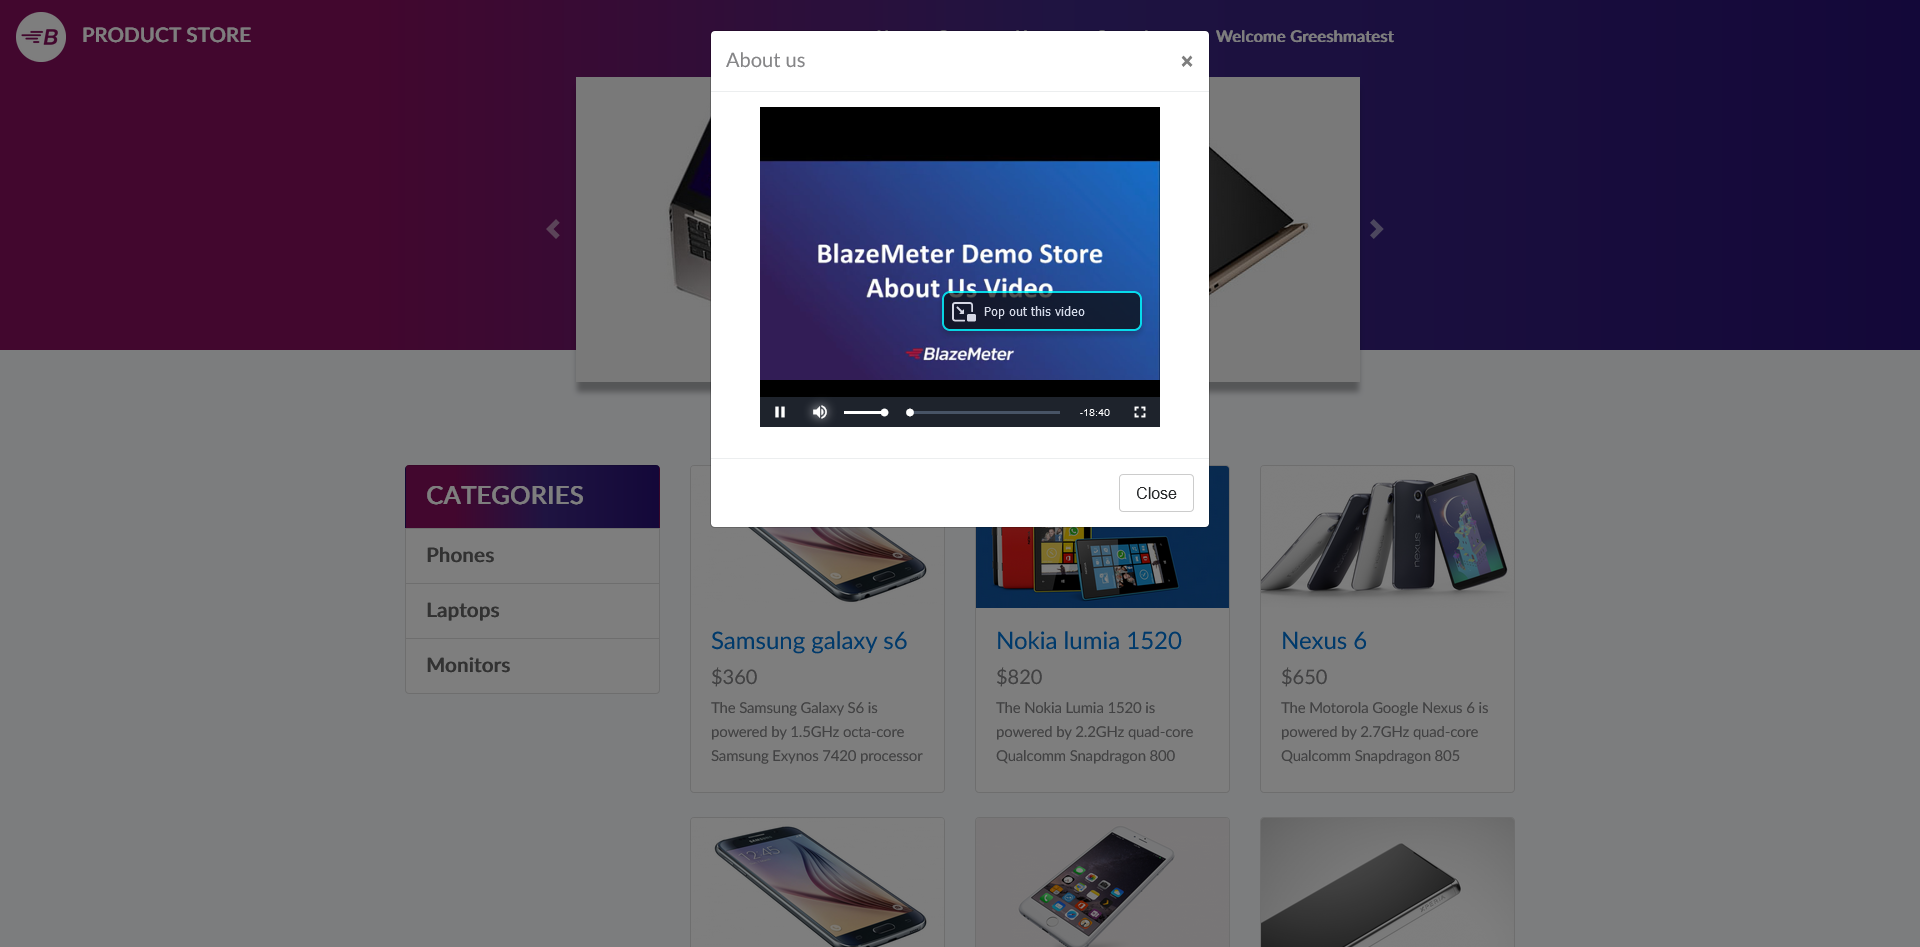 B
PRODUCT STORE
Welcome Greeshmatest
About us
×
BlazeMeter Demo Store
About Us Video
Pop out this video
BlazeMeter
-18:40
Close
CATEGORIES
Phones
Laptops
Monitors
Samsung galaxy s6
$360
The Samsung Galaxy S6 is
powered by 1.5GHz octa-core
Samsung Exynos 7420 processor
Nokia lumia 1520
$820
The Nokia Lumia 1520 is
powered by 2.2GHz quad-core
Qualcomm Snapdragon 800
nexus
Nexus 6
$650
The Motorola Google Nexus 6 is
powered by 2.7GHz quad-core
Qualcomm Snapdragon 805
12:45